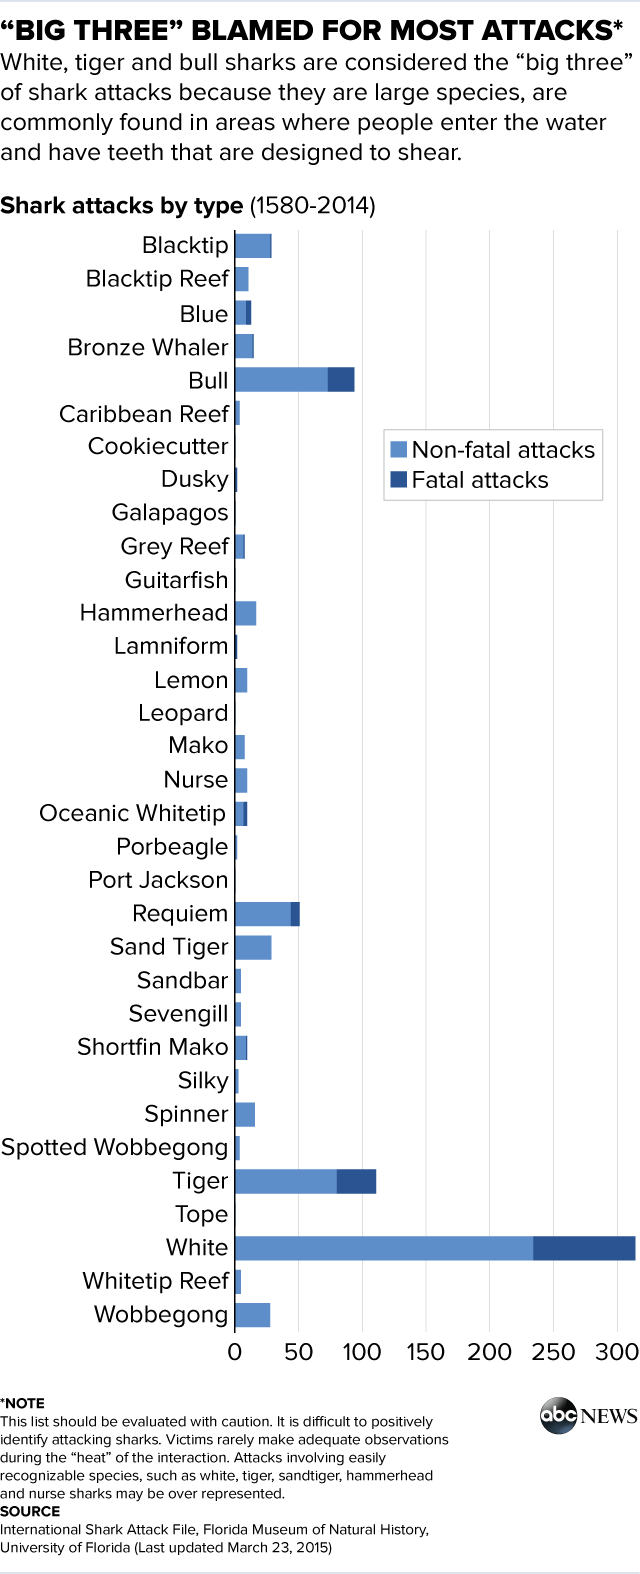 “BIG THREE” BLAMED FOR MOST ATTACKS*
White, tiger and bull sharks are considered the “big three”
of shark attacks because they are large species, are
commonly found in areas where people enter the water
and have teeth that are designed to shear.
Shark attacks by type (1580-2014)
Blacktip
Blacktip Reef
Blue
Bronze Whaler
Bull
Caribbean Reef
Cookiecutter
Non-fatal attacks
Dusky
Fatal attacks
Galapagos
Grey Reef
Guitarfish
Hammerhead
Lamniform
Lemon
Leopard
Mako
Nurse
Oceanic Whitetip
Porbeagle
Port Jackson
Requiem
Sand Tiger
Sandbar
Sevengill
Shortfin Mako
Silky
Spinner
Spotted Wobbegong
Tiger
Tope
White
Whitetip Reef
Wobbegong
0 50 100 150 200 250 300
*NOTE
This list should be evaluated with caution. It is difficult to positively
identify attacking sharks. Victims rarely make adequate observations
during the “heat” of the interaction. Attacks involving easily
recognizable species, such as white, tiger, sandtiger, hammerhead
and nurse sharks may be over represented.
SOURCE
International Shark Attack File, Florida Museum of Natural History,
University of Florida (Last updated March 23, 2015)
abc NEWS